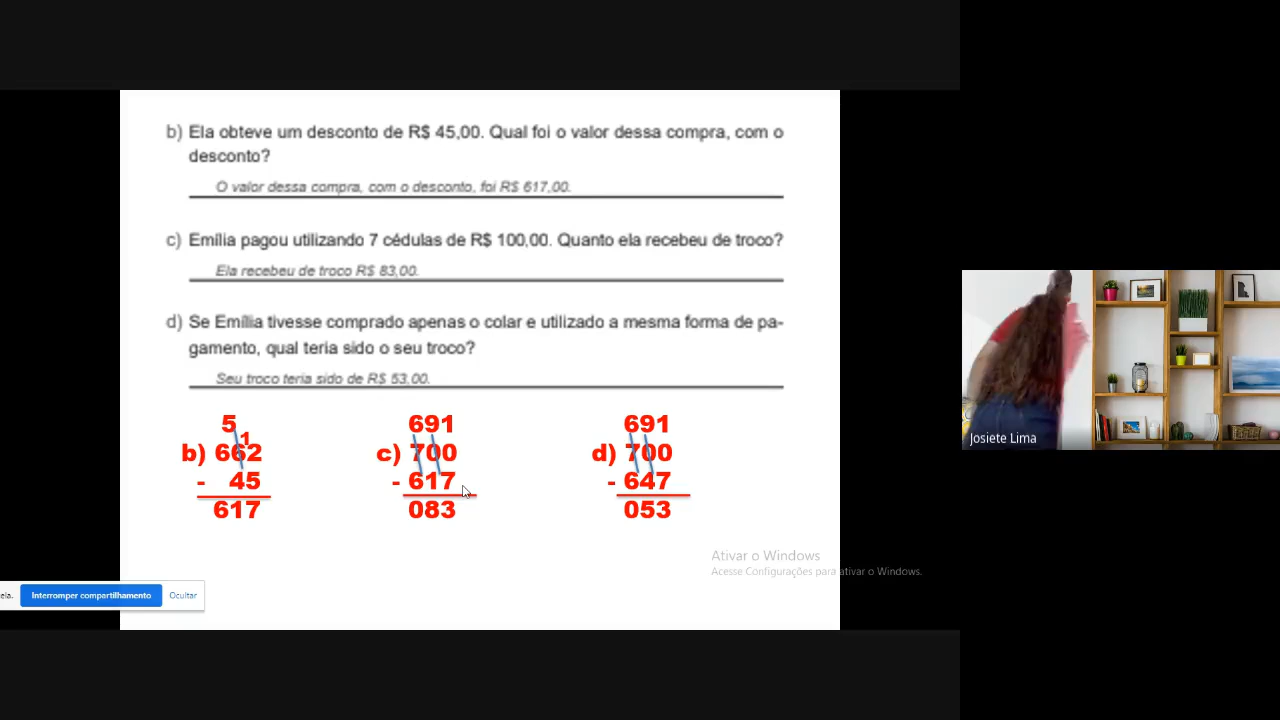 b) Ela obteve um desconto de R$ 45,00. Qual foi o valor dessa compra, com o
desconto?
O valor dessa compra, com o desconto, foi R$ 617,00.
c) Emília pagou utilizando 7 cédulas de R$ 100,00. Quanto ela recebeu de troco?
Ela recebeu de troco R$ 83,00.
d) Se Emília tivesse comprado apenas o colar e utilizado a mesma forma de pa-
gamento, qual teria sido o seu troco?
Seu troco teria sido de R$ 53,00.
5
1
b) 662
- 45
617
691
c) 700
- 617
083
691
d) 700
- 647
053
Ativar o Windows
Acesse Configurações para ativar o Windows.
ela. Interromper compartilhamento Ocultar
Josiete Lima